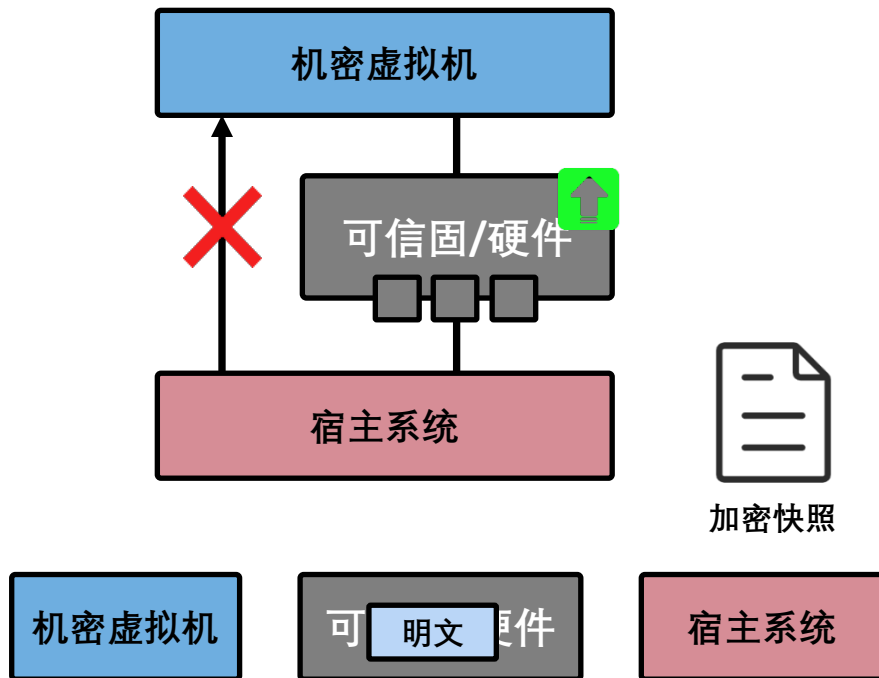 机密虚拟机
可信固/硬件
宿主系统
加密快照
机密虚拟机
可
明文
件
宿主系统